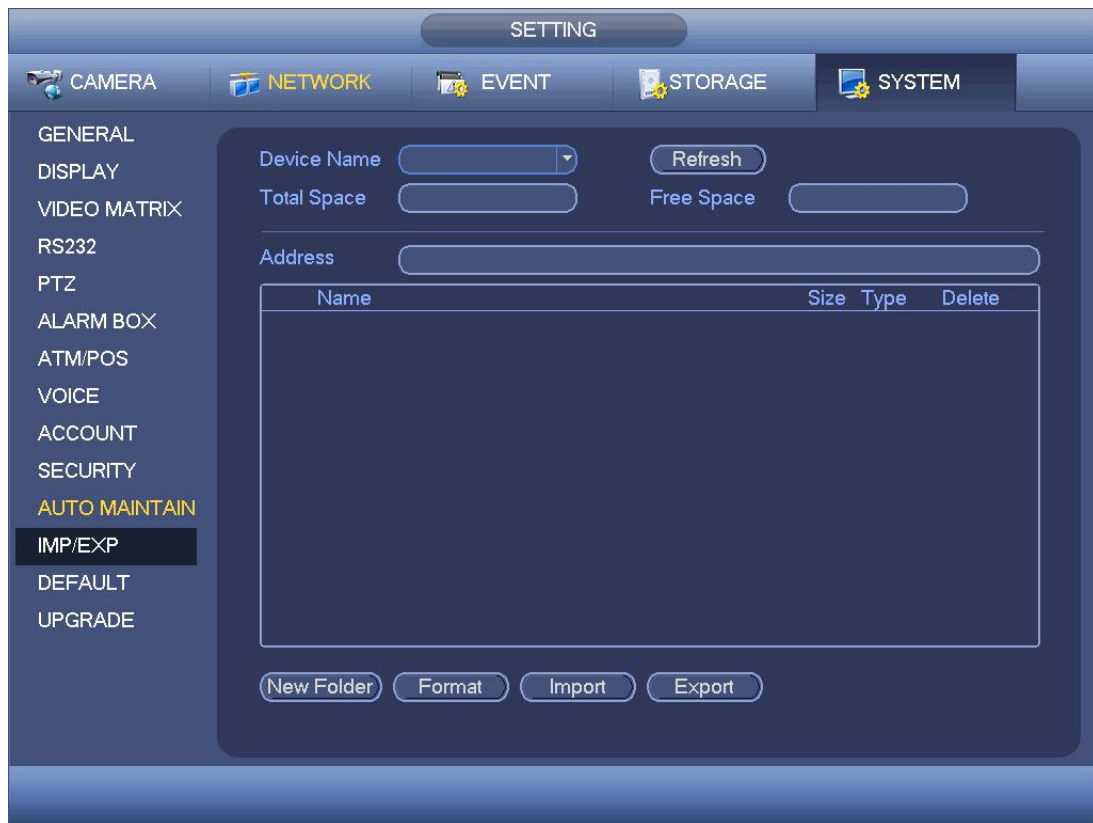 SETTING
CAMERA NETWORK EVENT STORAGE SYSTEM
GENERAL
DISPLAY
VIDEO MATRIX
RS232
PTZ
ALARM BOX
ATM/POS
VOICE
ACCOUNT
SECURITY
AUTO MAINTAIN
IMP/EXP
DEFAULT
UPGRADE
Device Name Refresh
Total Space Free Space
Address
Name Size Type Delete
New Folder Format Import Export